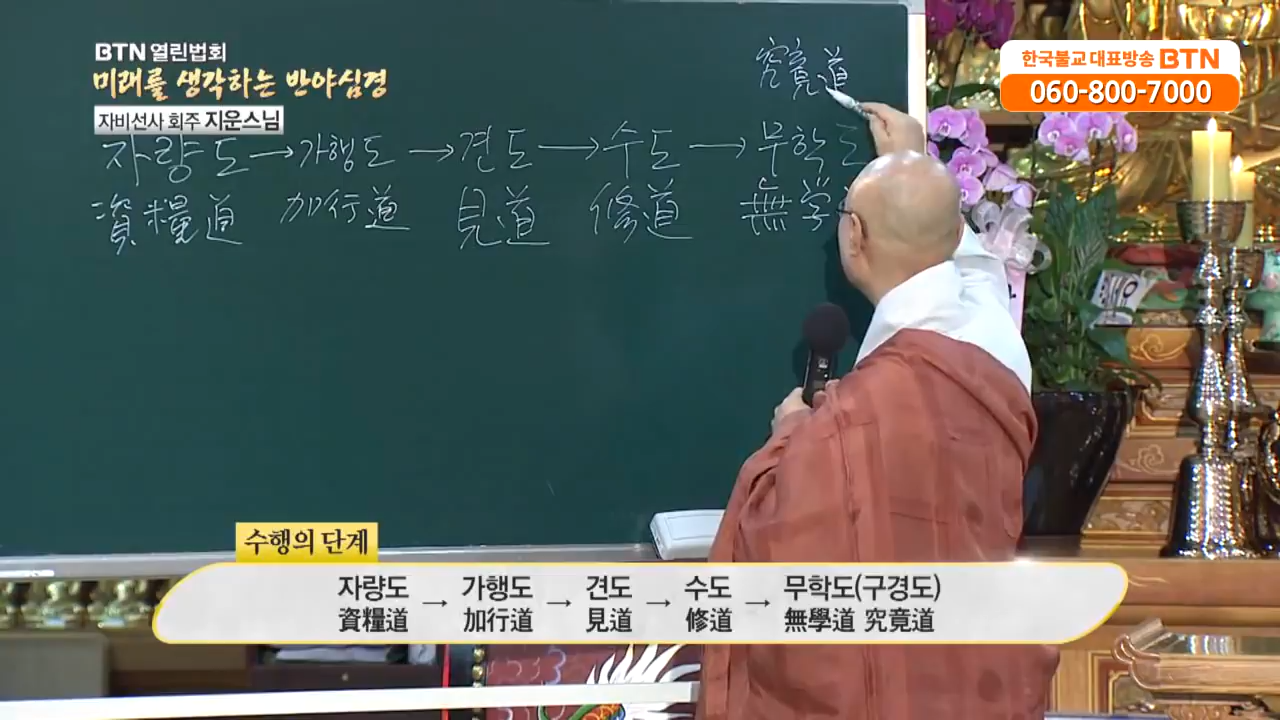 BTN 열린법회
미래를 생각하는 반야심경
자비선사 회주 지운스님
한국불교 대표방송 BTN
060-800-7000
究竟道
자량도→가행도→견도→수도→무학도
資糧道 加行道 見道 修道 無学
수행의 단계
자량도 → 가행도 → 견도 → 수도 → 무학도(구경도)
資糧道 加行道 見道 修道 無學道 究竟道